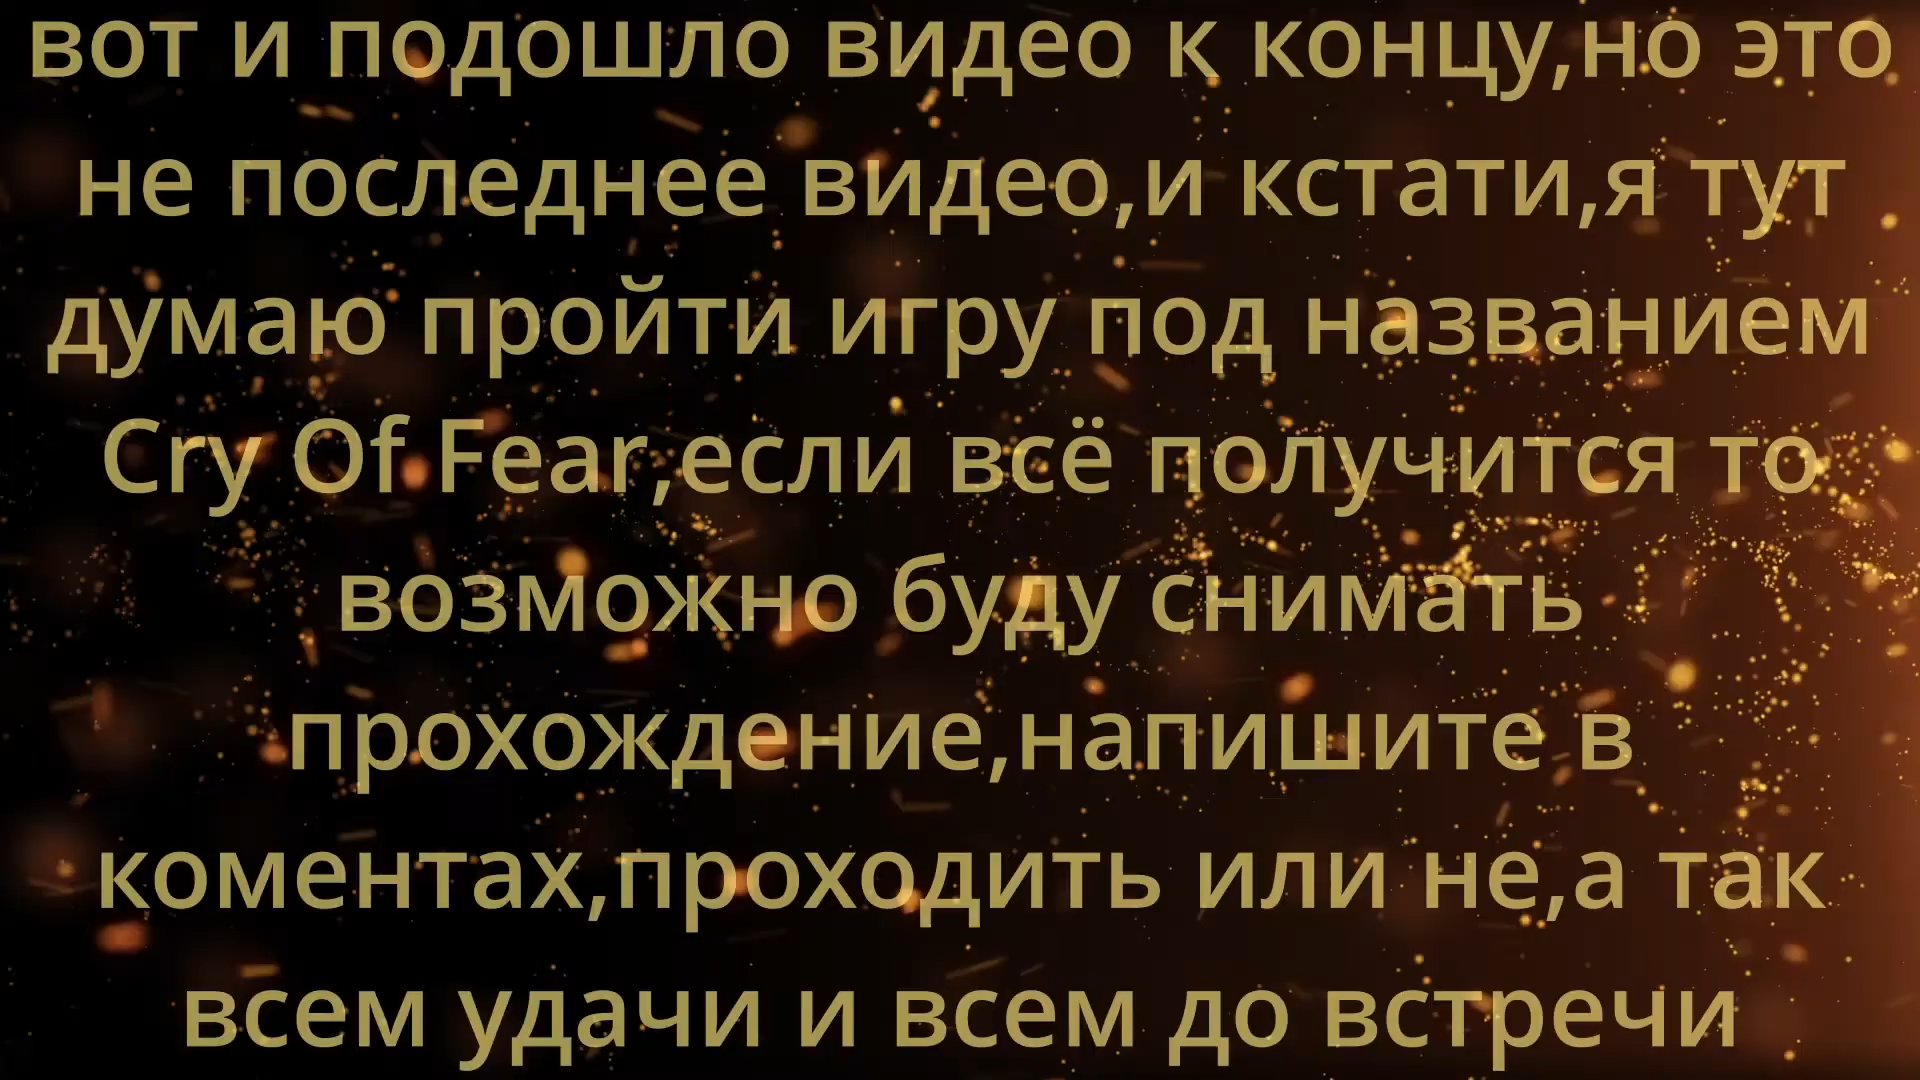 вот и подошло видео к концу,но это
не последнее видео,и кстати,я тут
думаю пройти игру под названием
Cry Of Fear,если всё получится то
возможно буду снимать
прохождение,напишите в
коментах,проходить или не,а так
всем удачи и всем до встречи